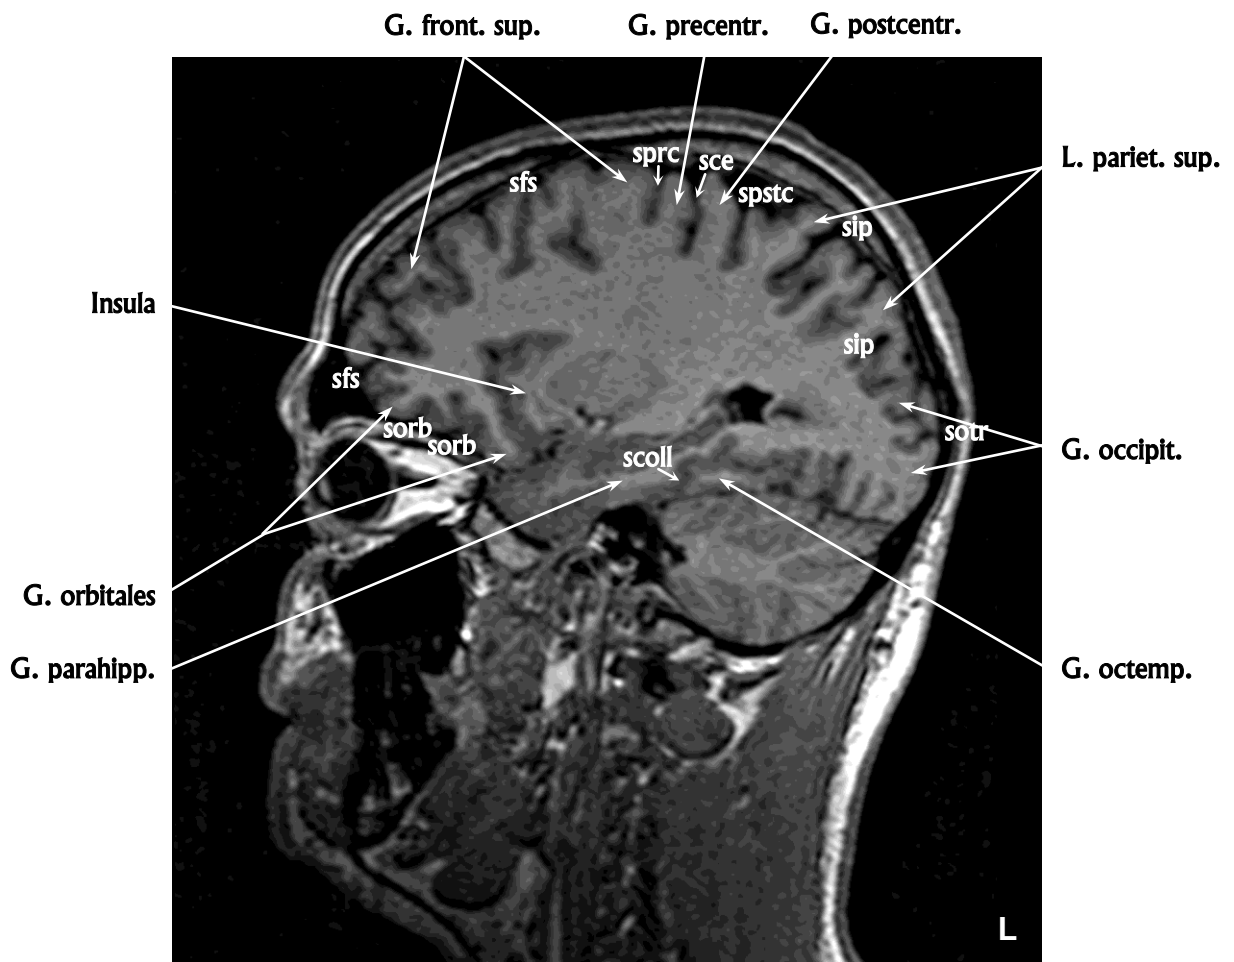 G. front. sup.
G. precentr.
G. postcentr.
sprc
sce
L. pariet. sup.
sfs
spstc
sip
Insula
sip
sfs
sorb
sorb
sotr
G. occipit.
scoll
G. orbitales
G. parahipp.
G. octemp.
L